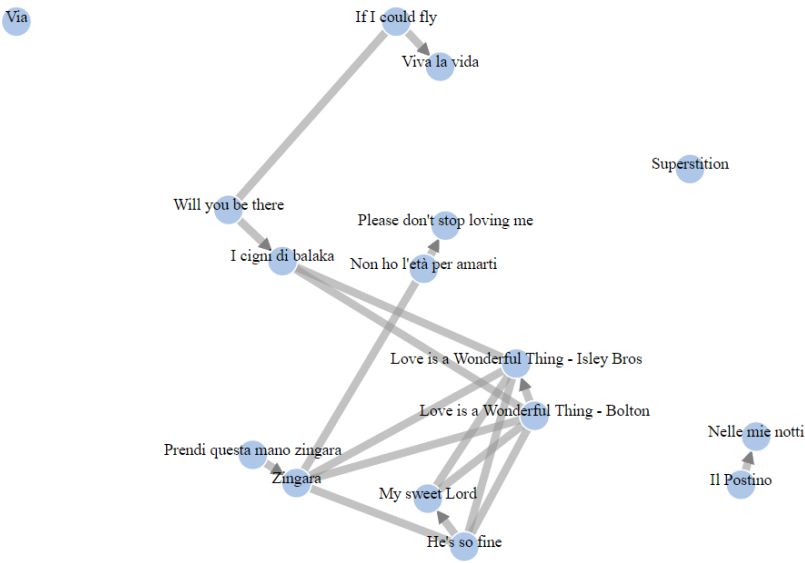 Via
If I could fly
Viva la vida
Superstition
Will you be there
Please don't stop loving me
I cigni di balaka
Non ho l'età per amarti
Love is a Wonderful Thing - Isley Bros
Love is a Wonderful Thing - Bolton
Nelle mie notti
Prendi questa mano zingara
Zingara
Il Postino
My sweet Lord
He's so fine